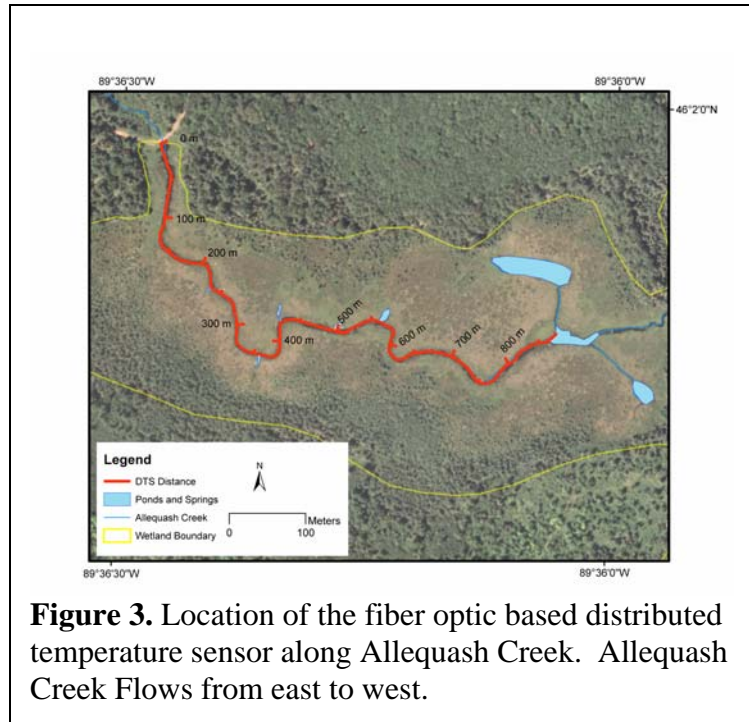 89°36'30"W 89°36'0"W
46°2'0"N
0 m
100 m
200 m
300 m
400 m
500 m
600 m
700 m
800 m
Legend
DTS Distance
Ponds and Springs
Allequash Creek
Wetland Boundary
N
Meters
0 100
89°36'30"W 89°36'0"W
Figure 3. Location of the fiber optic based distributed
temperature sensor along Allequash Creek. Allequash
Creek Flows from east to west.